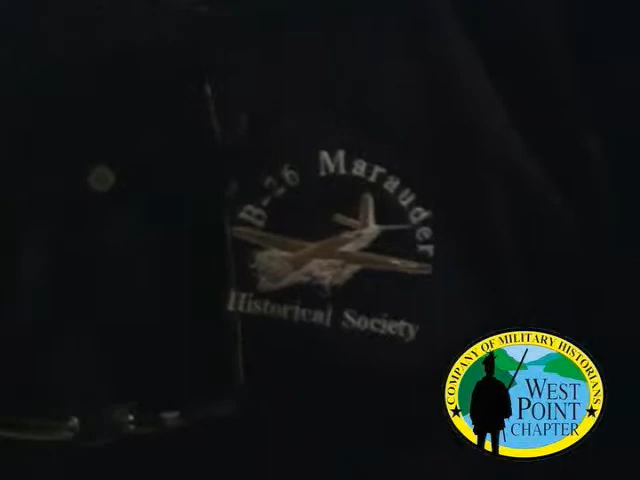 B-26 Marauder
Historical Society
COMPANY OF MILITARY HISTORIANS
WEST
POINT
CHAPTER